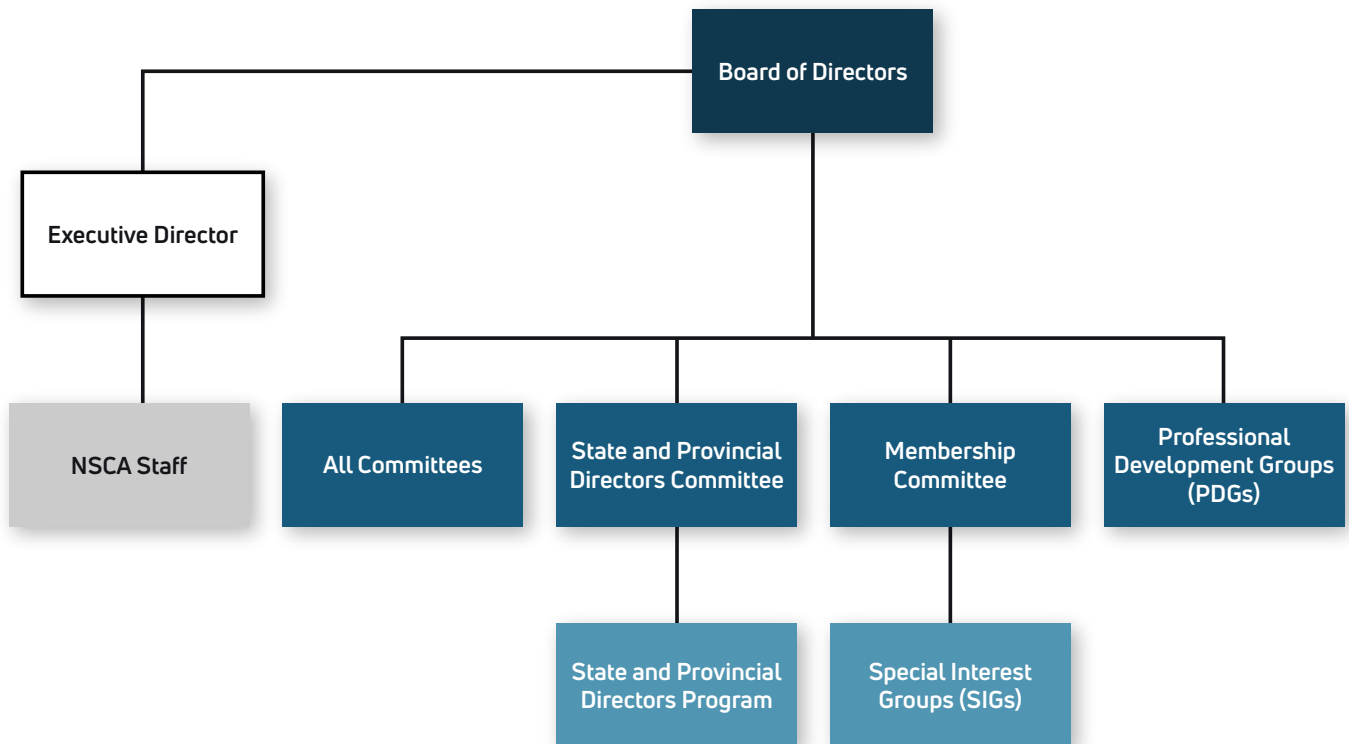 Board of Directors
Executive Director
NSCA Staff
All Committees
State and Provincial
Directors Committee
Membership
Committee
Professional
Development Groups
(PDGs)
State and Provincial
Directors Program
Special Interest
Groups (SIGs)